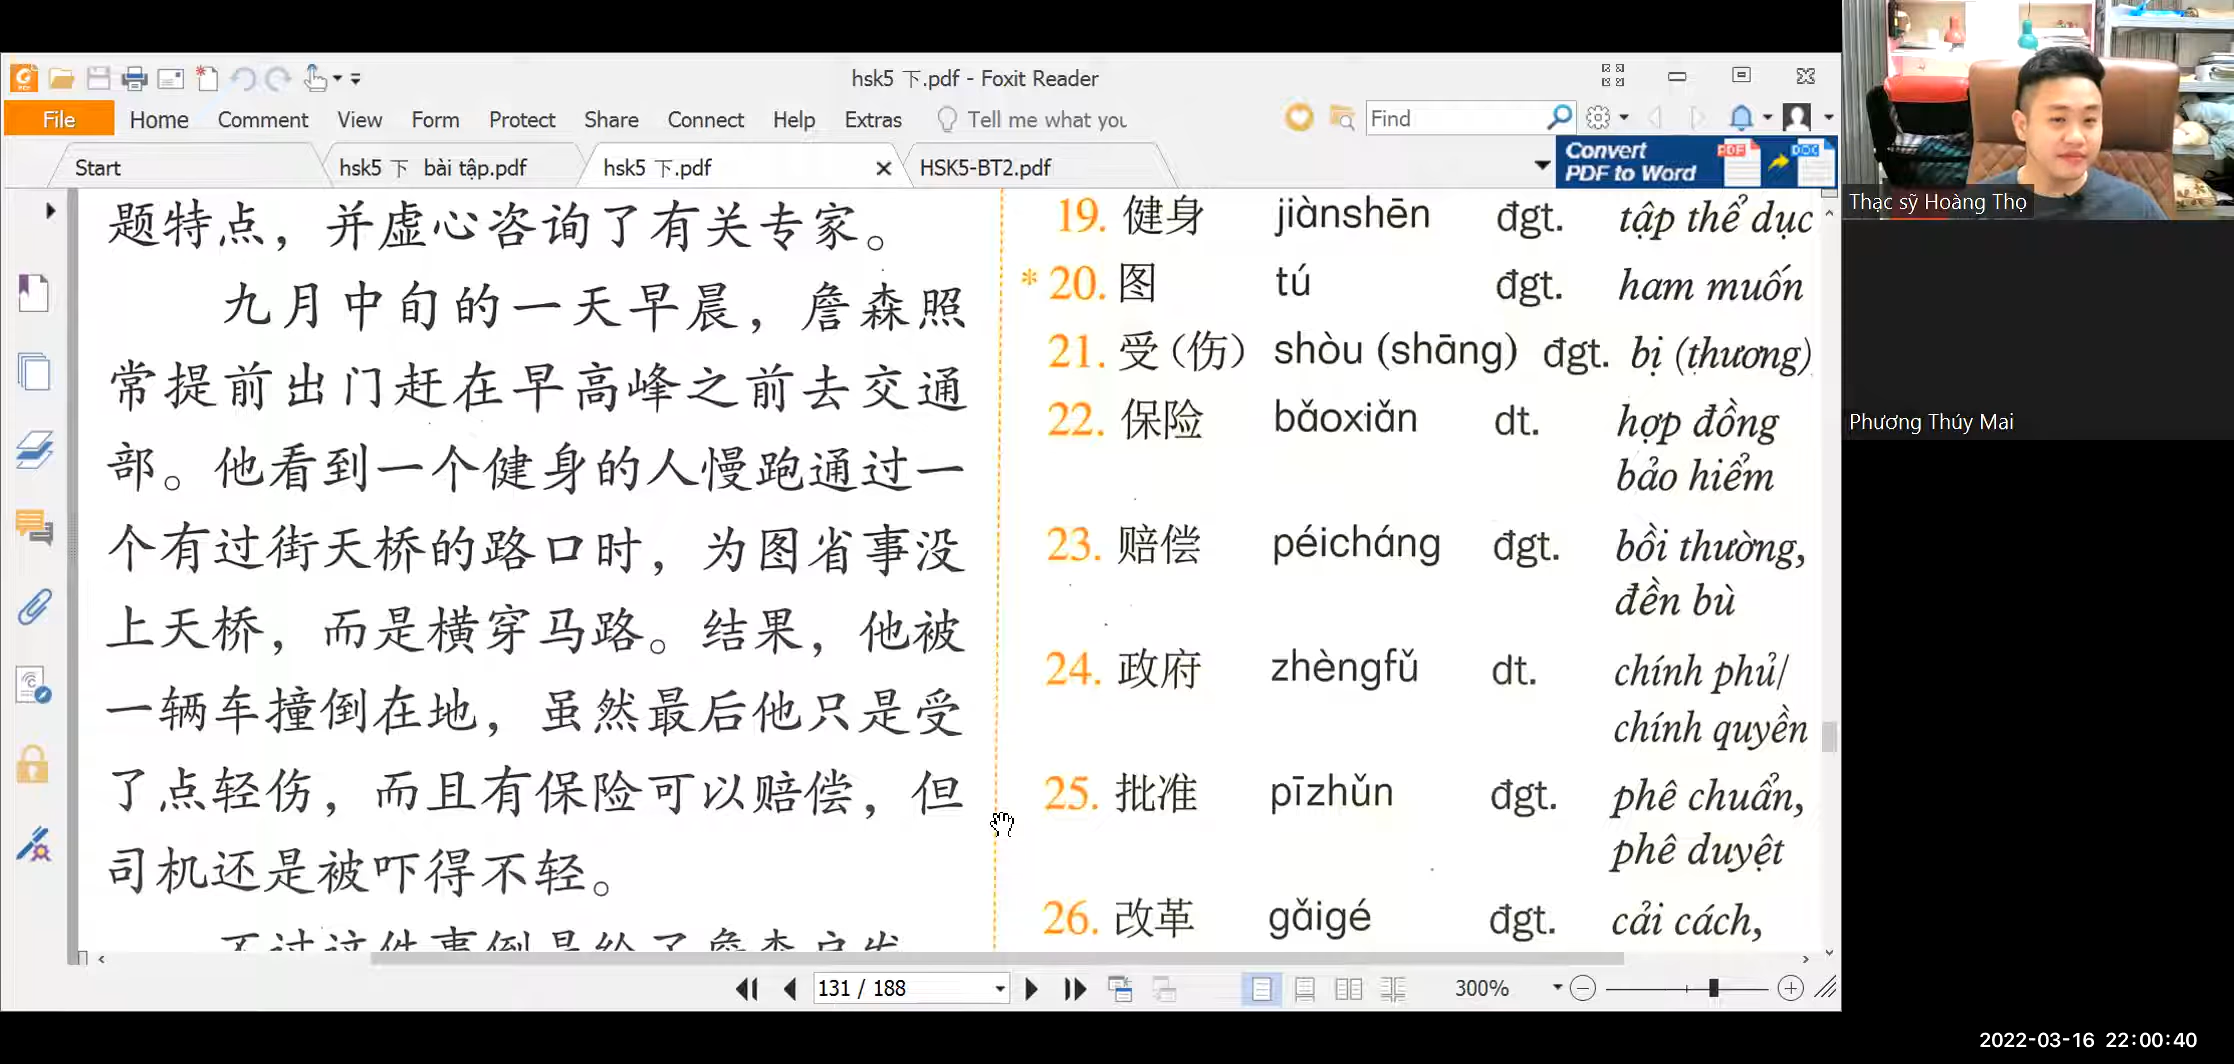 hsk5 下.pdf - Foxit Reader
File Home Comment View Form Protect Share Connect Help Extras Tell me what you Find
Start hsk5 下 bài tập.pdf hsk5 下.pdf HSK5-BT2.pdf
Convert
PDF to Word
PDF DOC
题特点，并虚心咨询了有关专家。
九月中旬的一天早晨，詹森照
常提前出门赶在早高峰之前去交通
部。他看到一个健身的人慢跑通过一
个有过街天桥的路口时，为图省事没
上天桥，而是横穿马路。结果，他被
一辆车撞倒在地，虽然最后他只是受
了点轻伤，而且有保险可以赔偿，但
司机还是被吓得不轻。
19. 健身 jiànshēn đgt. tập thể dục
* 20. 图 tú đgt. ham muốn
21. 受（伤） shòu (shāng) đgt. bị (thương)
22. 保险 bǎoxiǎn dt. hợp đồng
bảo hiểm
23. 赔偿 péicháng đgt. bồi thường,
đền bù
24. 政府 zhèngfǔ dt. chính phủ/
chính quyền
25. 批准 pīzhǔn đgt. phê chuẩn,
phê duyệt
26. 改革 gǎigé đgt. cải cách,
131 / 188
300%
Thạc sỹ Hoàng Thọ
Phương Thúy Mai
2022-03-16 22:00:40